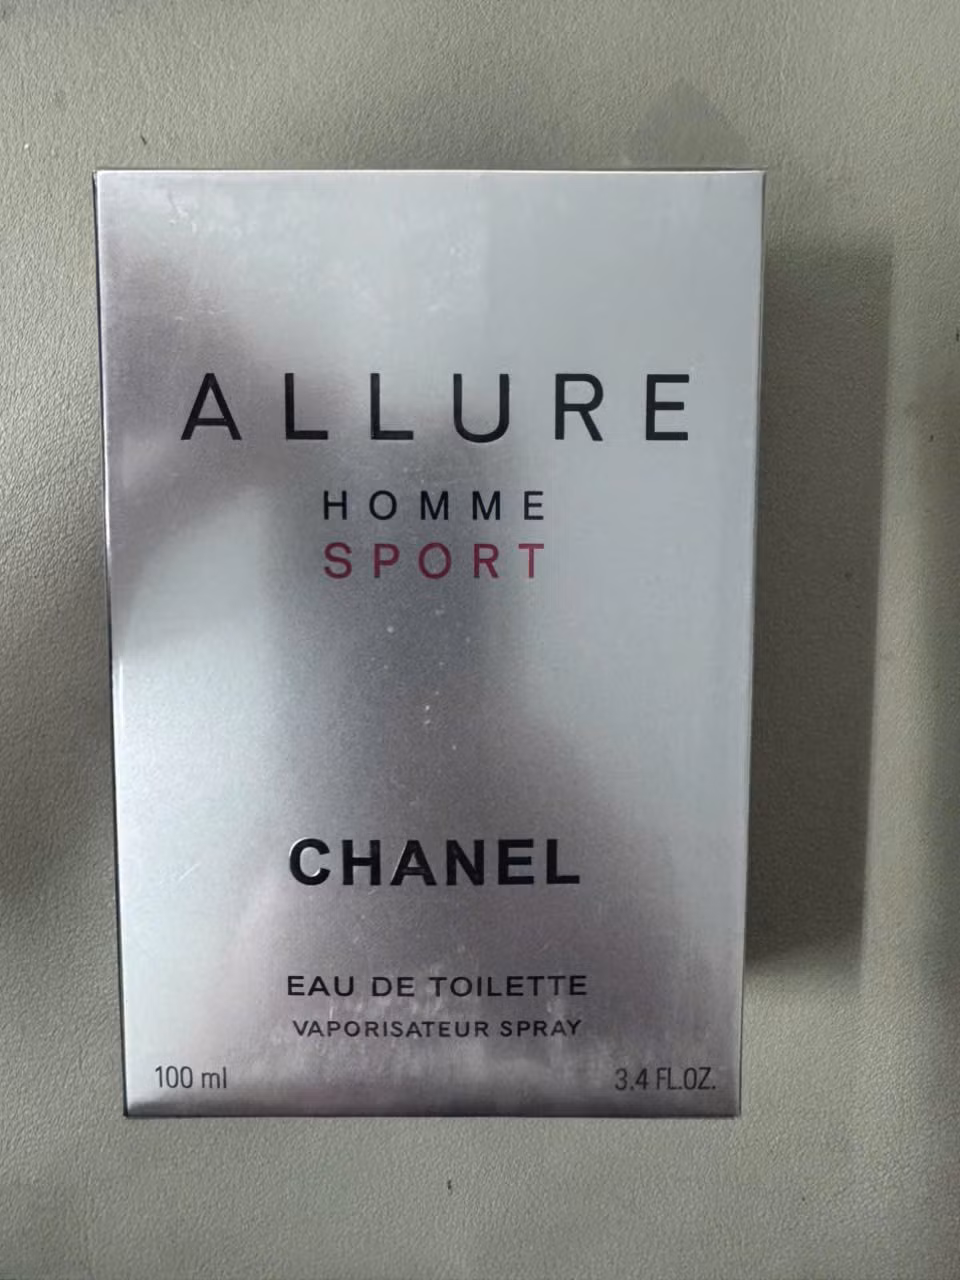 ALLURE
HOMME
SPORT
CHANEL
EAU DE TOILETTE
VAPORISATEUR SPRAY
100 ml 3.4 FL.OZ.